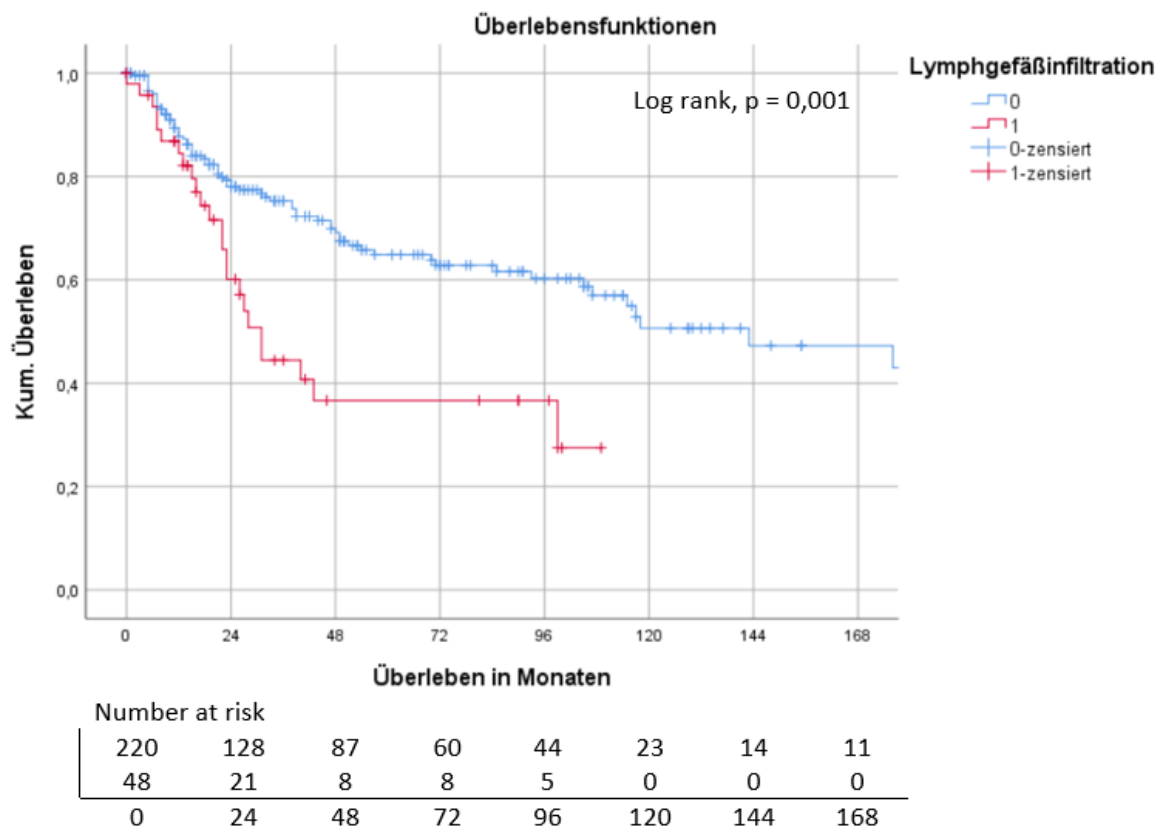 Überlebensfunktionen
Lymphgefäßinfiltration
0
1
0-zensiert
1-zensiert
Log rank, p = 0,001
Kum. Überleben
1,0
0,8
0,6
0,4
0,2
0,0
0 24 48 72 96 120 144 168
Überleben in Monaten
Number at risk
220 128 87 60 44 23 14 11
48 21 8 8 5 0 0 0
0 24 48 72 96 120 144 168